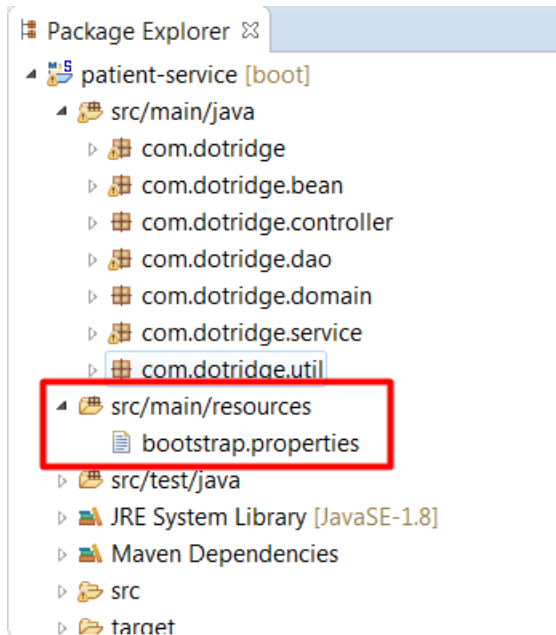 Package Explorer
patient-service [boot]
src/main/java
com.dotridge
com.dotridge.bean
com.dotridge.controller
com.dotridge.dao
com.dotridge.domain
com.dotridge.service
com.dotridge.util
src/main/resources
bootstrap.properties
src/test/java
JRE System Library [JavaSE-1.8]
Maven Dependencies
src
target